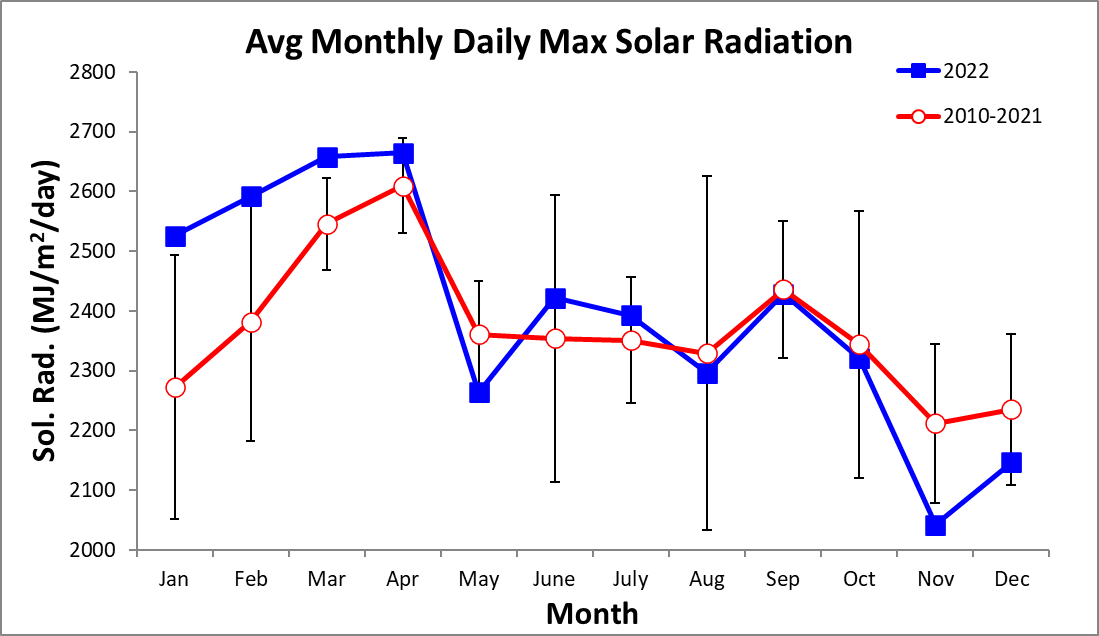 Avg Monthly Daily Max Solar Radiation
2022
2010-2021
Sol. Rad. (MJ/m²/day)
2800
2700
2600
2500
2400
2300
2200
2100
2000
Jan Feb Mar Apr May June July Aug Sep Oct Nov Dec
Month